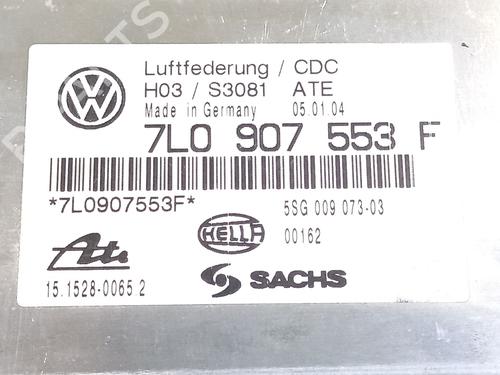 Luftfederung / CDC
H03 / S3081 ATE
Made in Germany 05.01.04
7L0 907 553 F
*7L0907553F*
5SG 009 073-03
HELLA
00162
Ate
15.1528-0065.2
SACHS